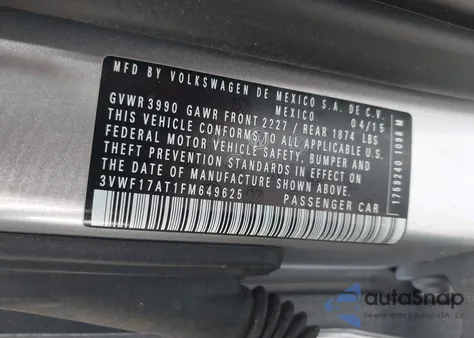 MFD BY VOLKSWAGEN DE MEXICO S.A. DE C.V.
MEXICO 04/15
GVWR 3990 GAWR FRONT 2227 / REAR 1874 LBS
THIS VEHICLE CONFORMS TO ALL APPLICABLE U.S.
FEDERAL MOTOR VEHICLE SAFETY, BUMPER AND
THEFT PREVENTION STANDARDS IN EFFECT ON
THE DATE OF MANUFACTURE SHOWN ABOVE.
3VWF17AT1FM649625 PASSENGER CAR
1759240 1088 M
autoSnap